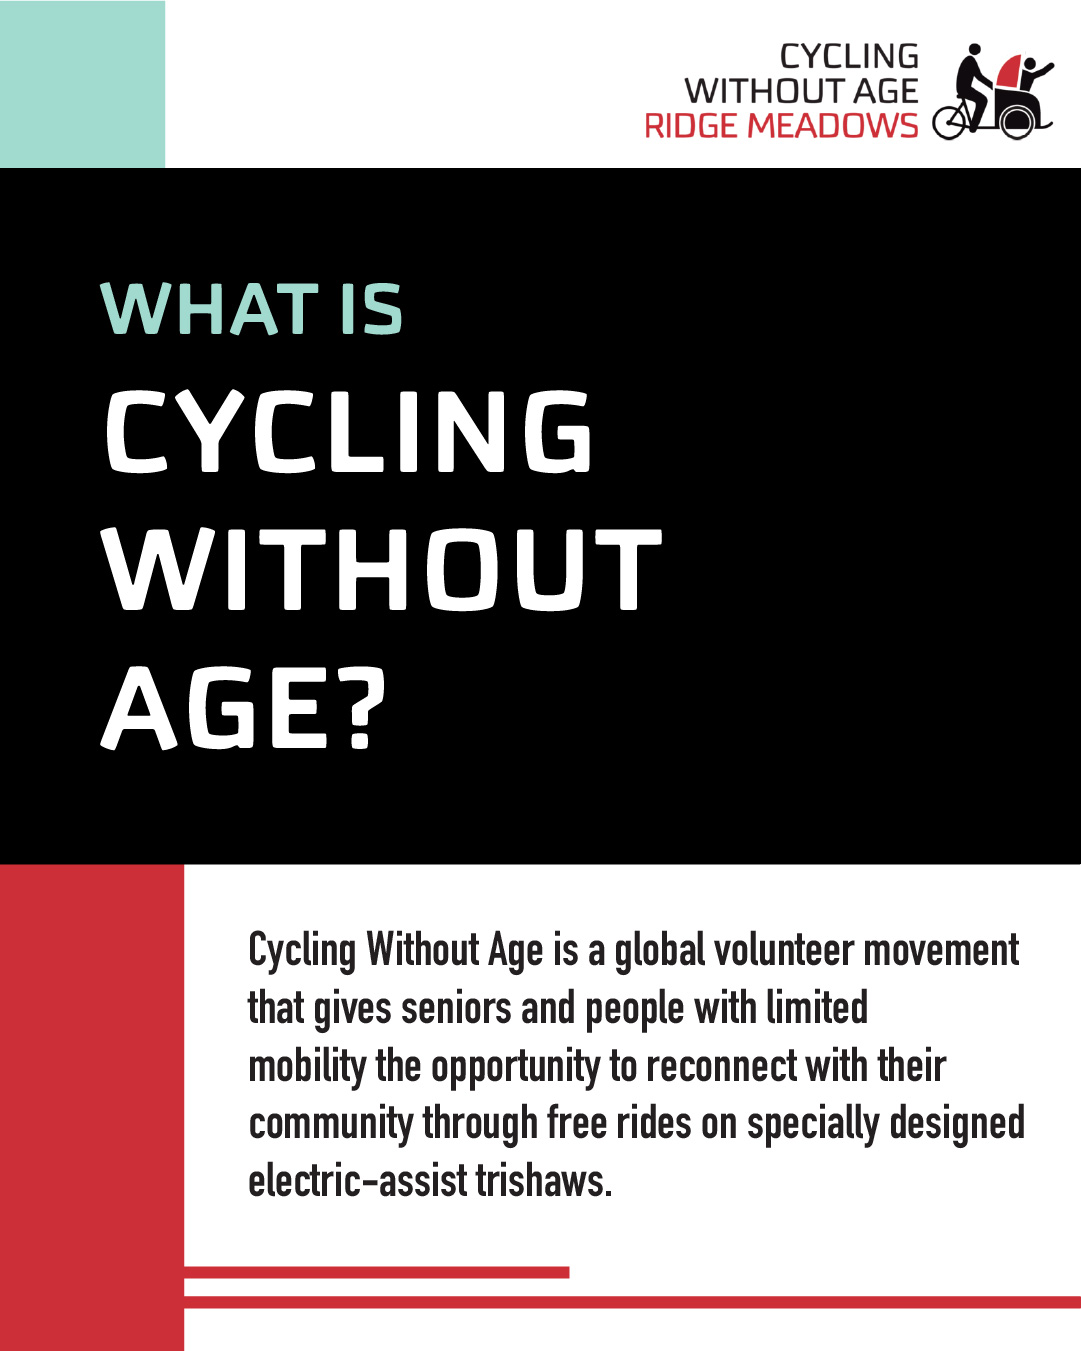 CYCLING
WITHOUT AGE
RIDGE MEADOWS
WHAT IS
CYCLING
WITHOUT
AGE?
Cycling Without Age is a global volunteer movement
that gives seniors and people with limited
mobility the opportunity to reconnect with their
community through free rides on specially designed
electric-assist trishaws.